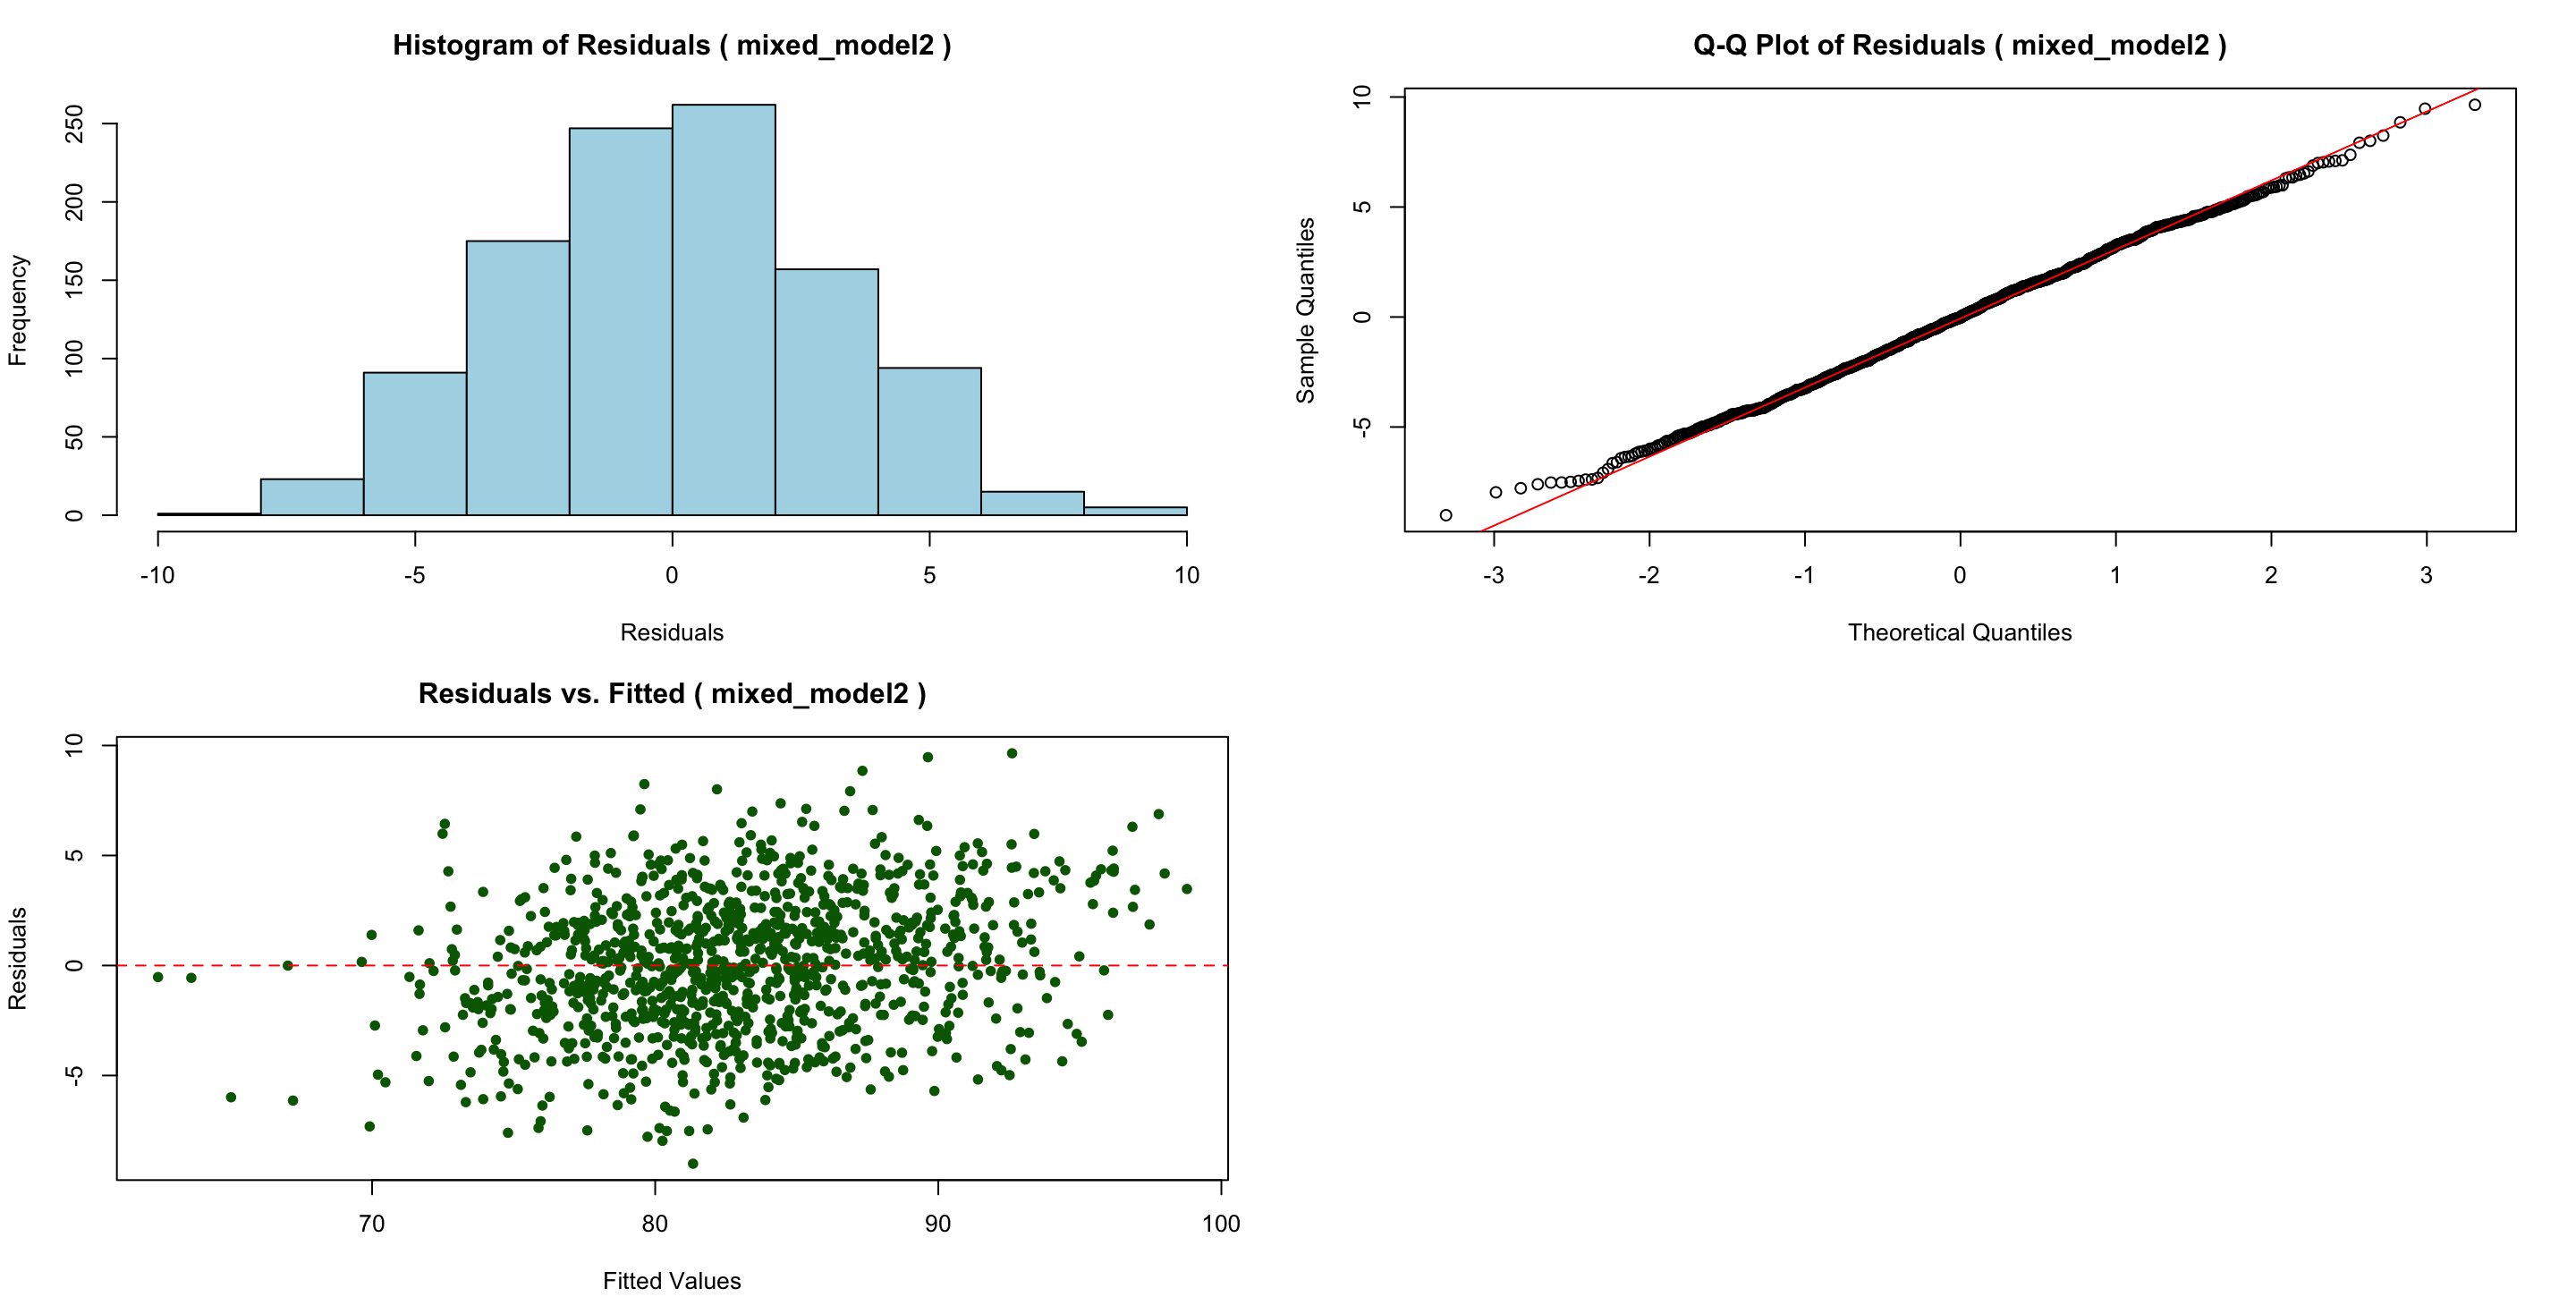 Histogram of Residuals ( mixed_model2 )
Frequency
250
200
150
100
50
0
-10 -5 0 5 10
Residuals
Q-Q Plot of Residuals ( mixed_model2 )
Sample Quantiles
10
5
0
-5
-3 -2 -1 0 1 2 3
Theoretical Quantiles
Residuals vs. Fitted ( mixed_model2 )
Residuals
10
5
0
-5
70 80 90 100
Fitted Values